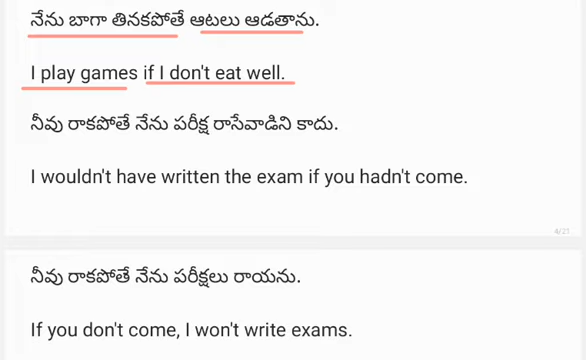 నేను బాగా తినకపోతే ఆటలు ఆడతాను.
I play games if I don't eat well.
నీవు రాకపోతే నేను పరీక్ష రాసేవాడిని కాదు.
I wouldn't have written the exam if you hadn't come.
4/21
నీవు రాకపోతే నేను పరీక్షలు రాయను.
If you don't come, I won't write exams.